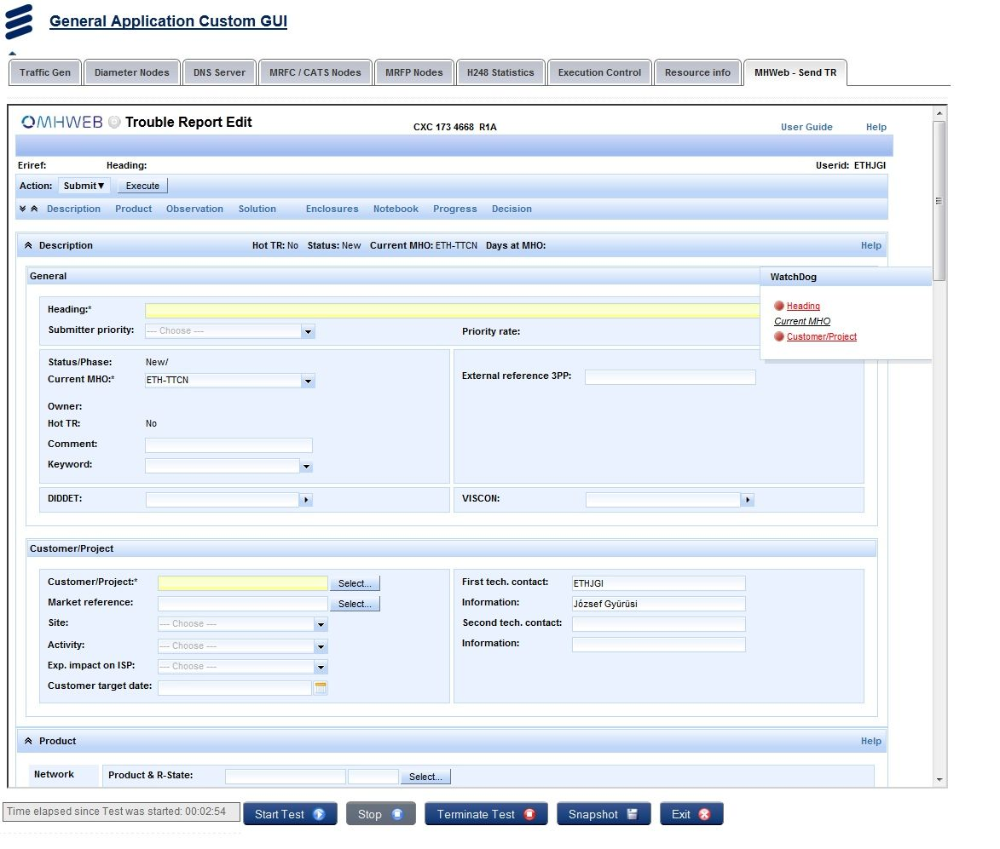 General Application Custom GUI
Traffic Gen Diameter Nodes DNS Server MRFC / CATS Nodes MRFP Nodes H248 Statistics Execution Control Resource info MHWeb - Send TR
MHWEB Trouble Report Edit CXC 173 4668 R1A User Guide Help
Eriref: Heading: Userid: ETHJGI
Action: Submit▼ Execute
Description Product Observation Solution Enclosures Notebook Progress Decision
Description Hot TR: No Status: New Current MHO: ETH-TTCN Days at MHO: Help
General
WatchDog
Heading
Current MHO
Customer/Project
Heading:*
Submitter priority: --- Choose --- Priority rate:
Status/Phase: New/
Current MHO:* ETH-TTCN
External reference 3PP:
Owner:
Hot TR: No
Comment:
Keyword:
DIDDET: VISCON:
Customer/Project
Customer/Project:* Select... First tech. contact: ETHJGI
Market reference: Select... Information: József Gyürüsi
Site: --- Choose --- Second tech. contact:
Activity: --- Choose --- Information:
Exp. impact on ISP: --- Choose ---
Customer target date:
Product Help
Network Product & R-State: Select...
Time elapsed since Test was started: 00:02:54 Start Test Stop Terminate Test Snapshot Exit